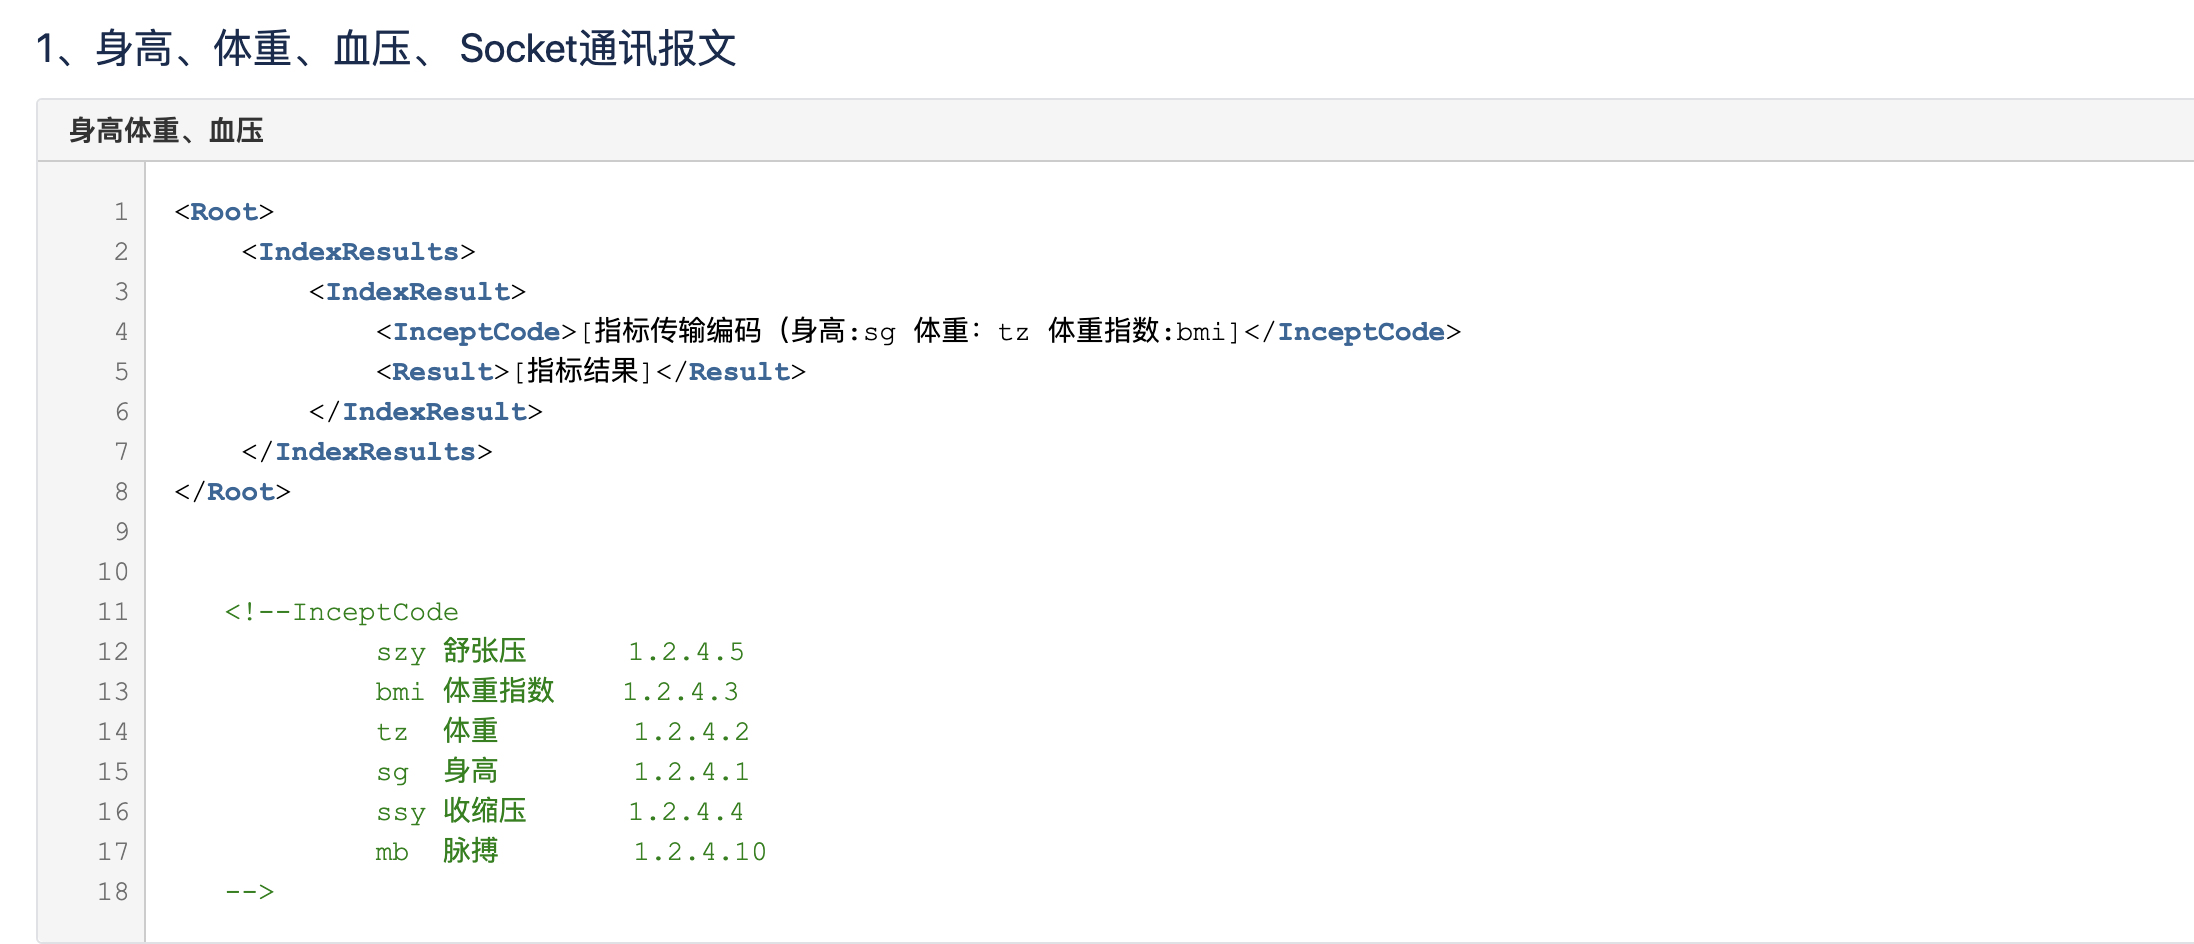 1、身高、体重、血压、 Socket通讯报文
身高体重、血压
1 <Root>
2     <IndexResults>
3         <IndexResult>
4             <InceptCode>[指标传输编码（身高:sg 体重：tz 体重指数:bmi]</InceptCode>
5             <Result>[指标结果]</Result>
6         </IndexResult>
7     </IndexResults>
8 </Root>
9
10
11    <!--InceptCode
12             szy 舒张压      1.2.4.5
13             bmi 体重指数    1.2.4.3
14             tz  体重        1.2.4.2
15             sg  身高        1.2.4.1
16             ssy 收缩压      1.2.4.4
17             mb  脉搏        1.2.4.10
18    -->